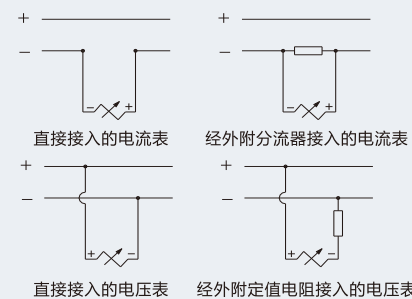 + +
− −
− + − +
直接接入的电流表 经外附分流器接入的电流表
+ +
− −
+ − + −
直接接入的电压表 经外附定值电阻接入的电压表